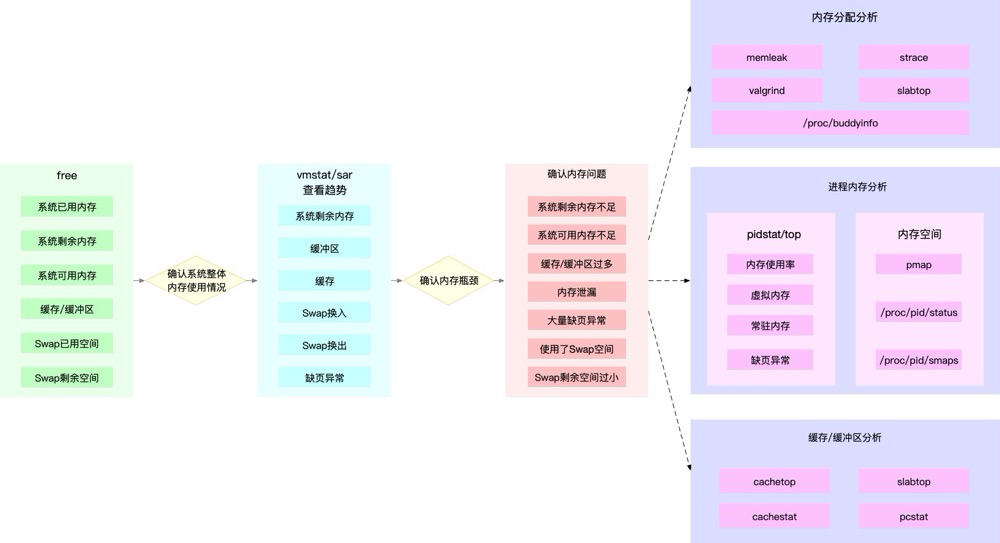 free
系统已用内存
系统剩余内存
系统可用内存
缓存/缓冲区
Swap已用空间
Swap剩余空间
确认系统整体
内存使用情况
vmstat/sar
查看趋势
系统剩余内存
缓冲区
缓存
Swap换入
Swap换出
缺页异常
确认内存瓶颈
确认内存问题
系统剩余内存不足
系统可用内存不足
缓存/缓冲区过多
内存泄漏
大量缺页异常
使用了Swap空间
Swap剩余空间过小
内存分配分析
memleak
strace
valgrind
slabtop
/proc/buddyinfo
进程内存分析
pidstat/top
内存使用率
虚拟内存
常驻内存
缺页异常
内存空间
pmap
/proc/pid/status
/proc/pid/smaps
缓存/缓冲区分析
cachetop
slabtop
cachestat
pcstat